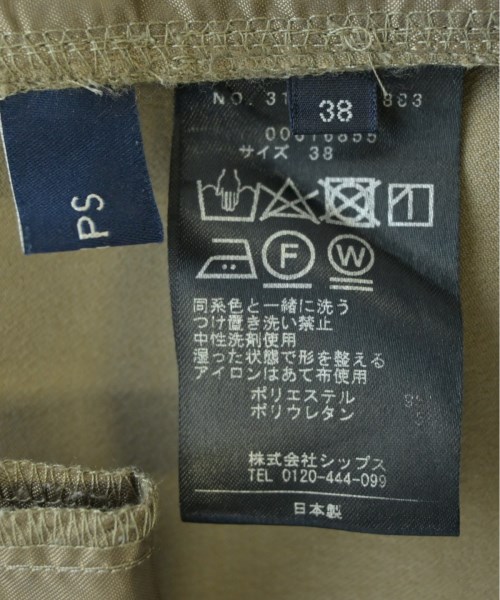 38
サイズ 38
PS
F
W
同系色と一緒に洗う
つけ置き洗い禁止
中性洗剤使用
湿った状態で形を整える
アイロンはあて布使用
ポリエステル
ポリウレタン
株式会社シップス
TEL 0120-444-099
日本製